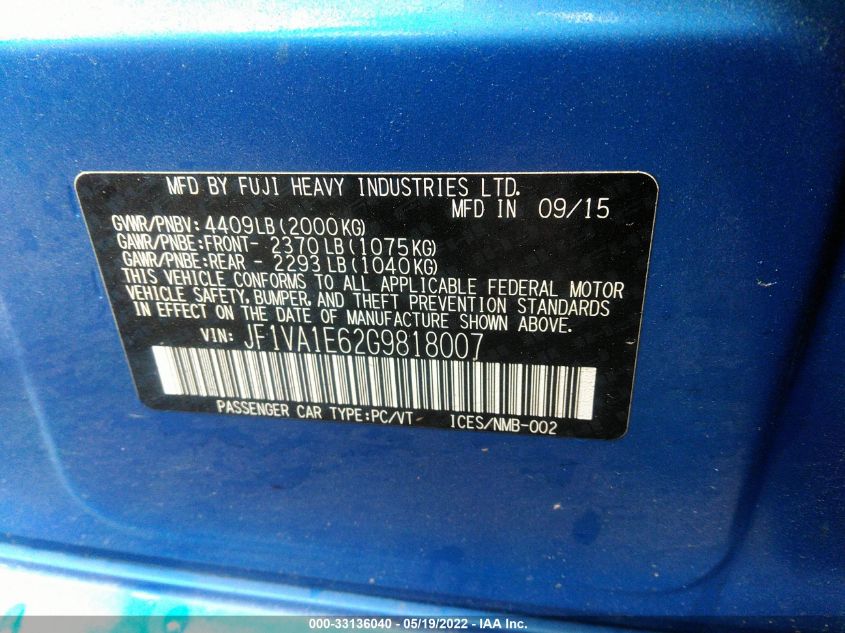 MFD BY FUJI HEAVY INDUSTRIES LTD.
MFD IN 09/15
GVWR/PNBV: 4409LB (2000KG)
GAWR/PNBE:FRONT- 2370 LB (1075KG)
GAWR/PNBE:REAR - 2293 LB (1040KG)
THIS VEHICLE CONFORMS TO ALL APPLICABLE FEDERAL MOTOR
VEHICLE SAFETY, BUMPER, AND THEFT PREVENTION STANDARDS
IN EFFECT ON THE DATE OF MANUFACTURE SHOWN ABOVE.
VIN: JF1VA1E62G9818007
PASSENGER CAR TYPE:PC/VT ICES/NMB-002
000-33136040 - 05/19/2022 - IAA Inc.